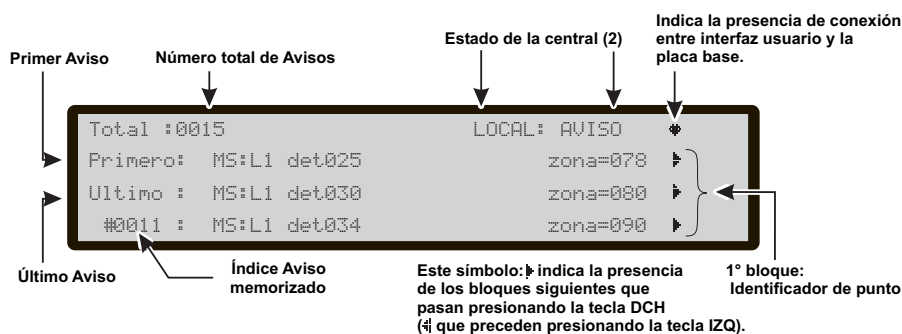 Indica la presencia de conexión
entre interfaz usuario y la
placa base.
Estado de la central (2)
Primer Aviso
Número total de Avisos
Total :0015 LOCAL: AVISO
Primero: MS:L1 det025 zona=078
Ultimo : MS:L1 det030 zona=080
#0011 : MS:L1 det034 zona=090
Último Aviso
Índice Aviso
memorizado
Este símbolo: indica la presencia
de los bloques siguientes que
pasan presionando la tecla DCH
( que preceden presionando la tecla IZQ).
1° bloque:
Identificador de punto